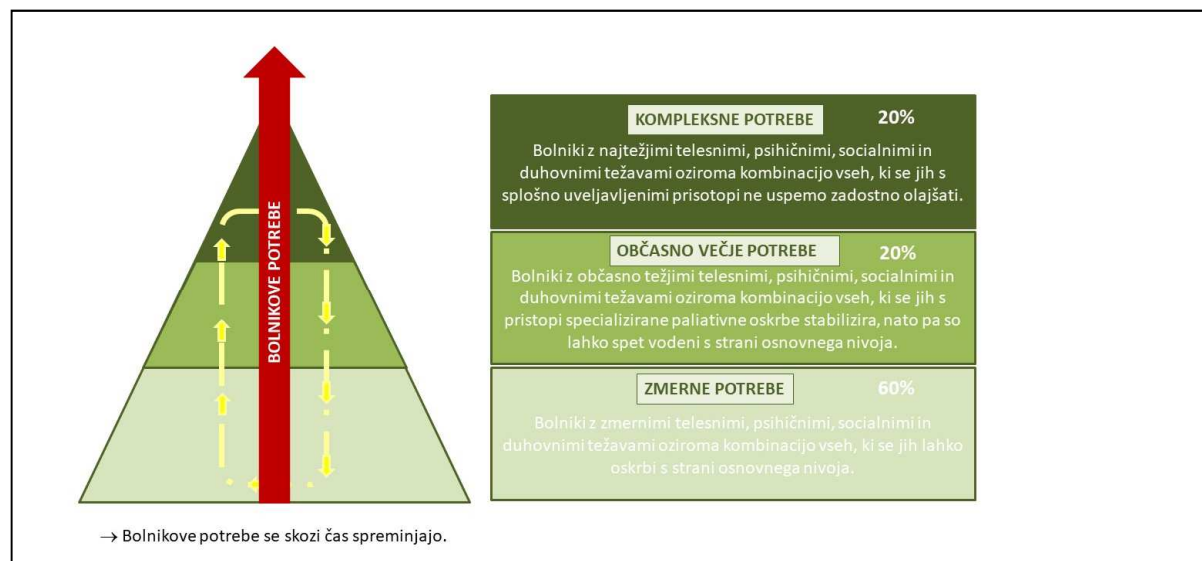 BOLNIKOVE POTREBE
KOMPLEKSNE POTREBE 20%
Bolniki z najtežjimi telesnimi, psihičnimi, socialnimi in
duhovnimi težavami oziroma kombinacijo vseh, ki se jih s
splošno uveljavljenimi prisotopi ne uspemo zadostno olajšati.
OBČASNO VEČJE POTREBE 20%
Bolniki z občasno težjimi telesnimi, psihičnimi, socialnimi in
duhovnimi težavami oziroma kombinacijo vseh, ki se jih s
pristopi specializirane paliativne oskrbe stabilizira, nato pa so
lahko spet vodeni s strani osnovnega nivoja.
ZMERNE POTREBE 60%
Bolniki z zmernimi telesnimi, psihičnimi, socialnimi in
duhovnimi težavami oziroma kombinacijo vseh, ki se jih lahko
oskrbi s strani osnovnega nivoja.
→ Bolnikove potrebe se skozi čas spreminjajo.